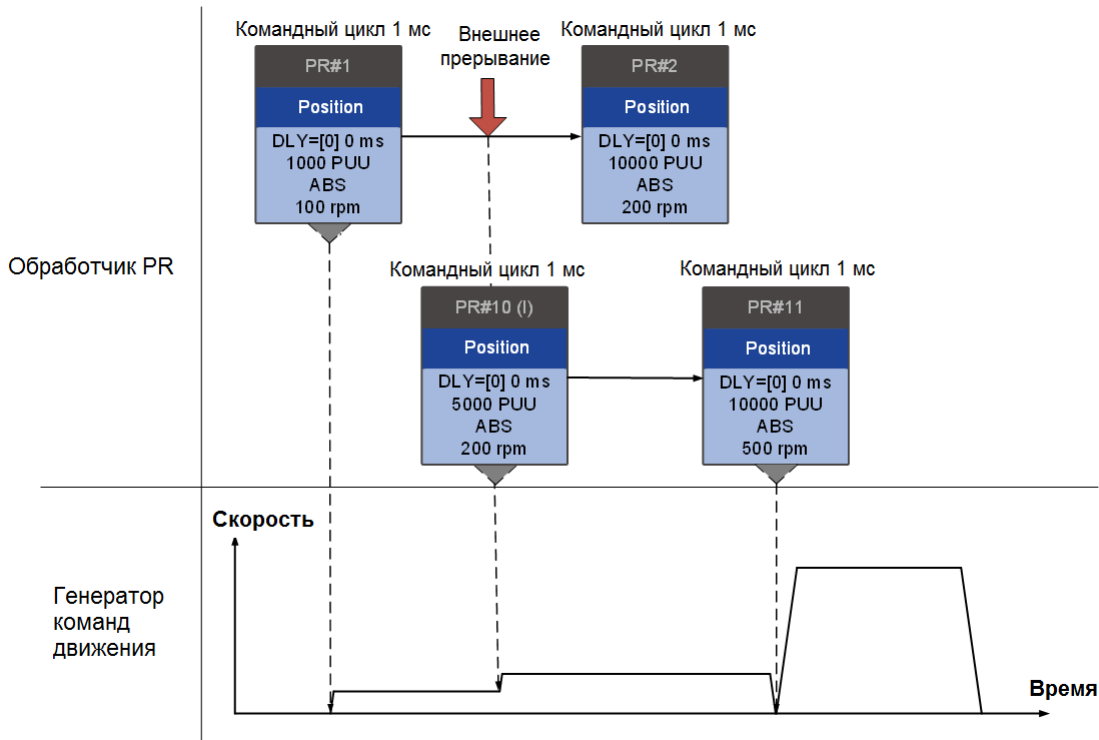 Командный цикл 1 мс
Внешнее
прерывание
Командный цикл 1 мс
PR#1
Position
DLY=[0] 0 ms
1000 PUU
ABS
100 rpm
PR#2
Position
DLY=[0] 0 ms
10000 PUU
ABS
200 rpm
Обработчик PR
Командный цикл 1 мс
Командный цикл 1 мс
PR#10 (I)
Position
DLY=[0] 0 ms
5000 PUU
ABS
200 rpm
PR#11
Position
DLY=[0] 0 ms
10000 PUU
ABS
500 rpm
Скорость
Генератор
команд
движения
Время